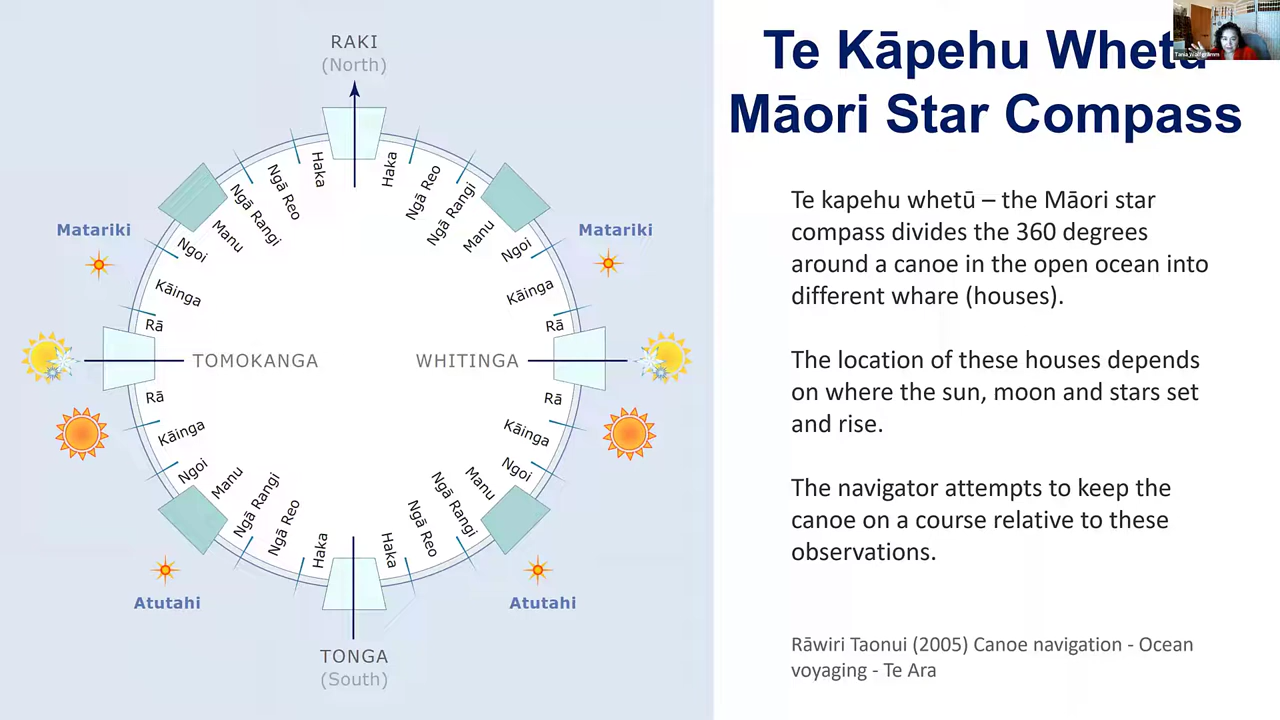 RAKI
(North)
Haka
Haka
Ngā Reo
Ngā Reo
Ngā Rangi
Ngā Rangi
Manu
Manu
Matariki
Matariki
Ngoi
Ngoi
Kāinga
Kāinga
Rā
Rā
TOMOKANGA
WHITINGA
Rā
Rā
Kāinga
Kāinga
Ngoi
Ngoi
Manu
Manu
Ngā Rangi
Ngā Rangi
Ngā Reo
Ngā Reo
Haka
Haka
Atutahi
Atutahi
TONGA
(South)
Te Kāpehu Whetū
Māori Star Compass
Te kapehu whetū – the Māori star
compass divides the 360 degrees
around a canoe in the open ocean into
different whare (houses).
The location of these houses depends
on where the sun, moon and stars set
and rise.
The navigator attempts to keep the
canoe on a course relative to these
observations.
Rāwiri Taonui (2005) Canoe navigation - Ocean
voyaging - Te Ara